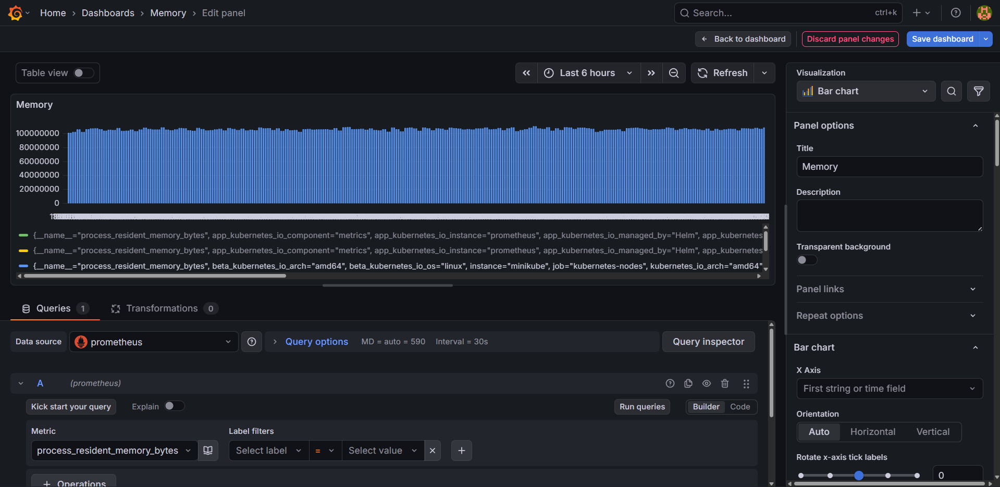 Home › Dashboards › Memory › Edit panel
Search... ctrl+k
Back to dashboard Discard panel changes Save dashboard
Table view
Last 6 hours Refresh
Memory
100000000
80000000
60000000
40000000
20000000
0
{__name__="process_resident_memory_bytes", app_kubernetes_io_component="metrics", app_kubernetes_io_instance="prometheus", app_kubernetes_io_managed_by="Helm", app_kubernetes
{__name__="process_resident_memory_bytes", app_kubernetes_io_component="metrics", app_kubernetes_io_instance="prometheus", app_kubernetes_io_managed_by="Helm", app_kubernetes
{__name__="process_resident_memory_bytes", beta_kubernetes_io_arch="amd64", beta_kubernetes_io_os="linux", instance="minikube", job="kubernetes-nodes", kubernetes_io_arch="amd64"
Queries 1 Transformations 0
Data source prometheus Query options MD = auto = 590 Interval = 30s Query inspector
A (prometheus)
Kick start your query Explain Run queries Builder Code
Metric Label filters
process_resident_memory_bytes Select label = Select value
+ Operations
Visualization
Bar chart
Panel options
Title
Memory
Description
Transparent background
Panel links
Repeat options
Bar chart
X Axis
First string or time field
Orientation
Auto Horizontal Vertical
Rotate x-axis tick labels
0